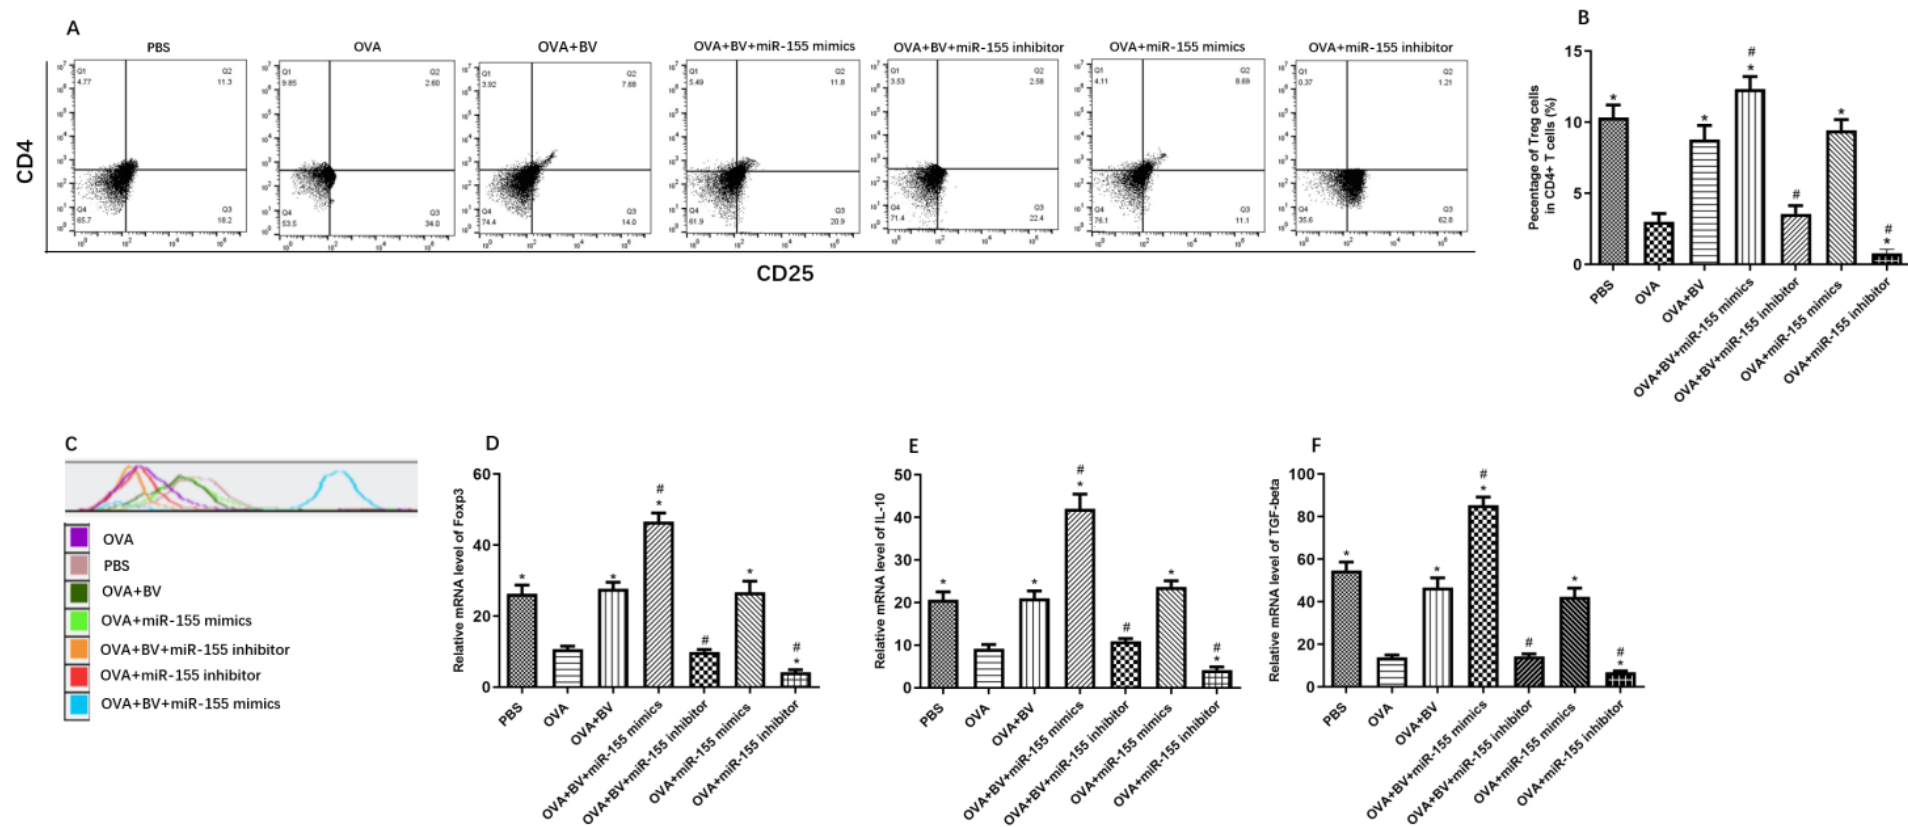 A
PBS
OVA
OVA+BV
OVA+BV+miR-155 mimics
OVA+BV+miR-155 inhibitor
OVA+miR-155 mimics
OVA+miR-155 inhibitor
CD4
Q1
4.77
Q2
11.3
Q4
65.7
Q3
18.2
Q1
9.85
Q2
2.60
Q4
53.5
Q3
34.0
Q1
3.92
Q2
7.68
Q4
74.4
Q3
14.0
Q1
5.49
Q2
11.8
Q4
61.9
Q3
20.9
Q1
3.53
Q2
2.58
Q4
71.4
Q3
22.4
Q1
4.11
Q2
8.69
Q4
76.1
Q3
11.1
Q1
0.37
Q2
1.21
Q4
35.6
Q3
62.8
CD25
B
Pecentage of Treg cells
in CD4+ T cells (%)
15
10
5
0
*
*
#
*
#
*
#
*
PBS
OVA
OVA+BV
OVA+BV+miR-155 mimics
OVA+BV+miR-155 inhibitor
OVA+miR-155 mimics
OVA+miR-155 inhibitor
C
OVA
PBS
OVA+BV
OVA+miR-155 mimics
OVA+BV+miR-155 inhibitor
OVA+miR-155 inhibitor
OVA+BV+miR-155 mimics
D
Relative mRNA level of Foxp3
60
40
20
0
*
*
#
*
#
*
#
*
PBS
OVA
OVA+BV
OVA+BV+miR-155 mimics
OVA+BV+miR-155 inhibitor
OVA+miR-155 mimics
OVA+miR-155 inhibitor
E
Relative mRNA level of IL-10
50
40
30
20
10
0
*
*
#
*
#
*
#
*
PBS
OVA
OVA+BV
OVA+BV+miR-155 mimics
OVA+BV+miR-155 inhibitor
OVA+miR-155 mimics
OVA+miR-155 inhibitor
F
Relative mRNA level of TGF-beta
100
80
60
40
20
0
*
*
#
*
#
*
#
*
PBS
OVA
OVA+BV
OVA+BV+miR-155 mimics
OVA+BV+miR-155 inhibitor
OVA+miR-155 mimics
OVA+miR-155 inhibitor